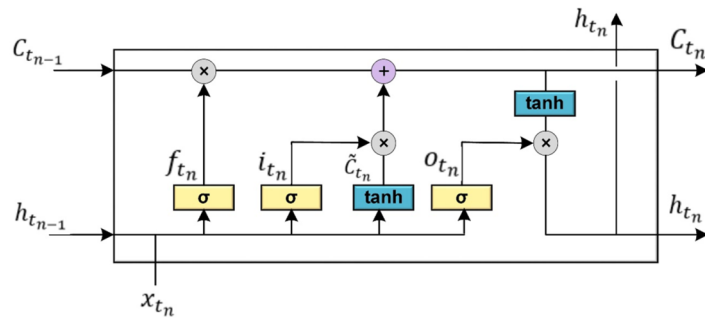 h_{t_n}
C_{t_{n-1}} C_{t_n}
× +
tanh
× ×
f_{t_n} i_{t_n} C̃_{t_n} o_{t_n}
σ σ tanh σ
h_{t_{n-1}} h_{t_n}
x_{t_n}